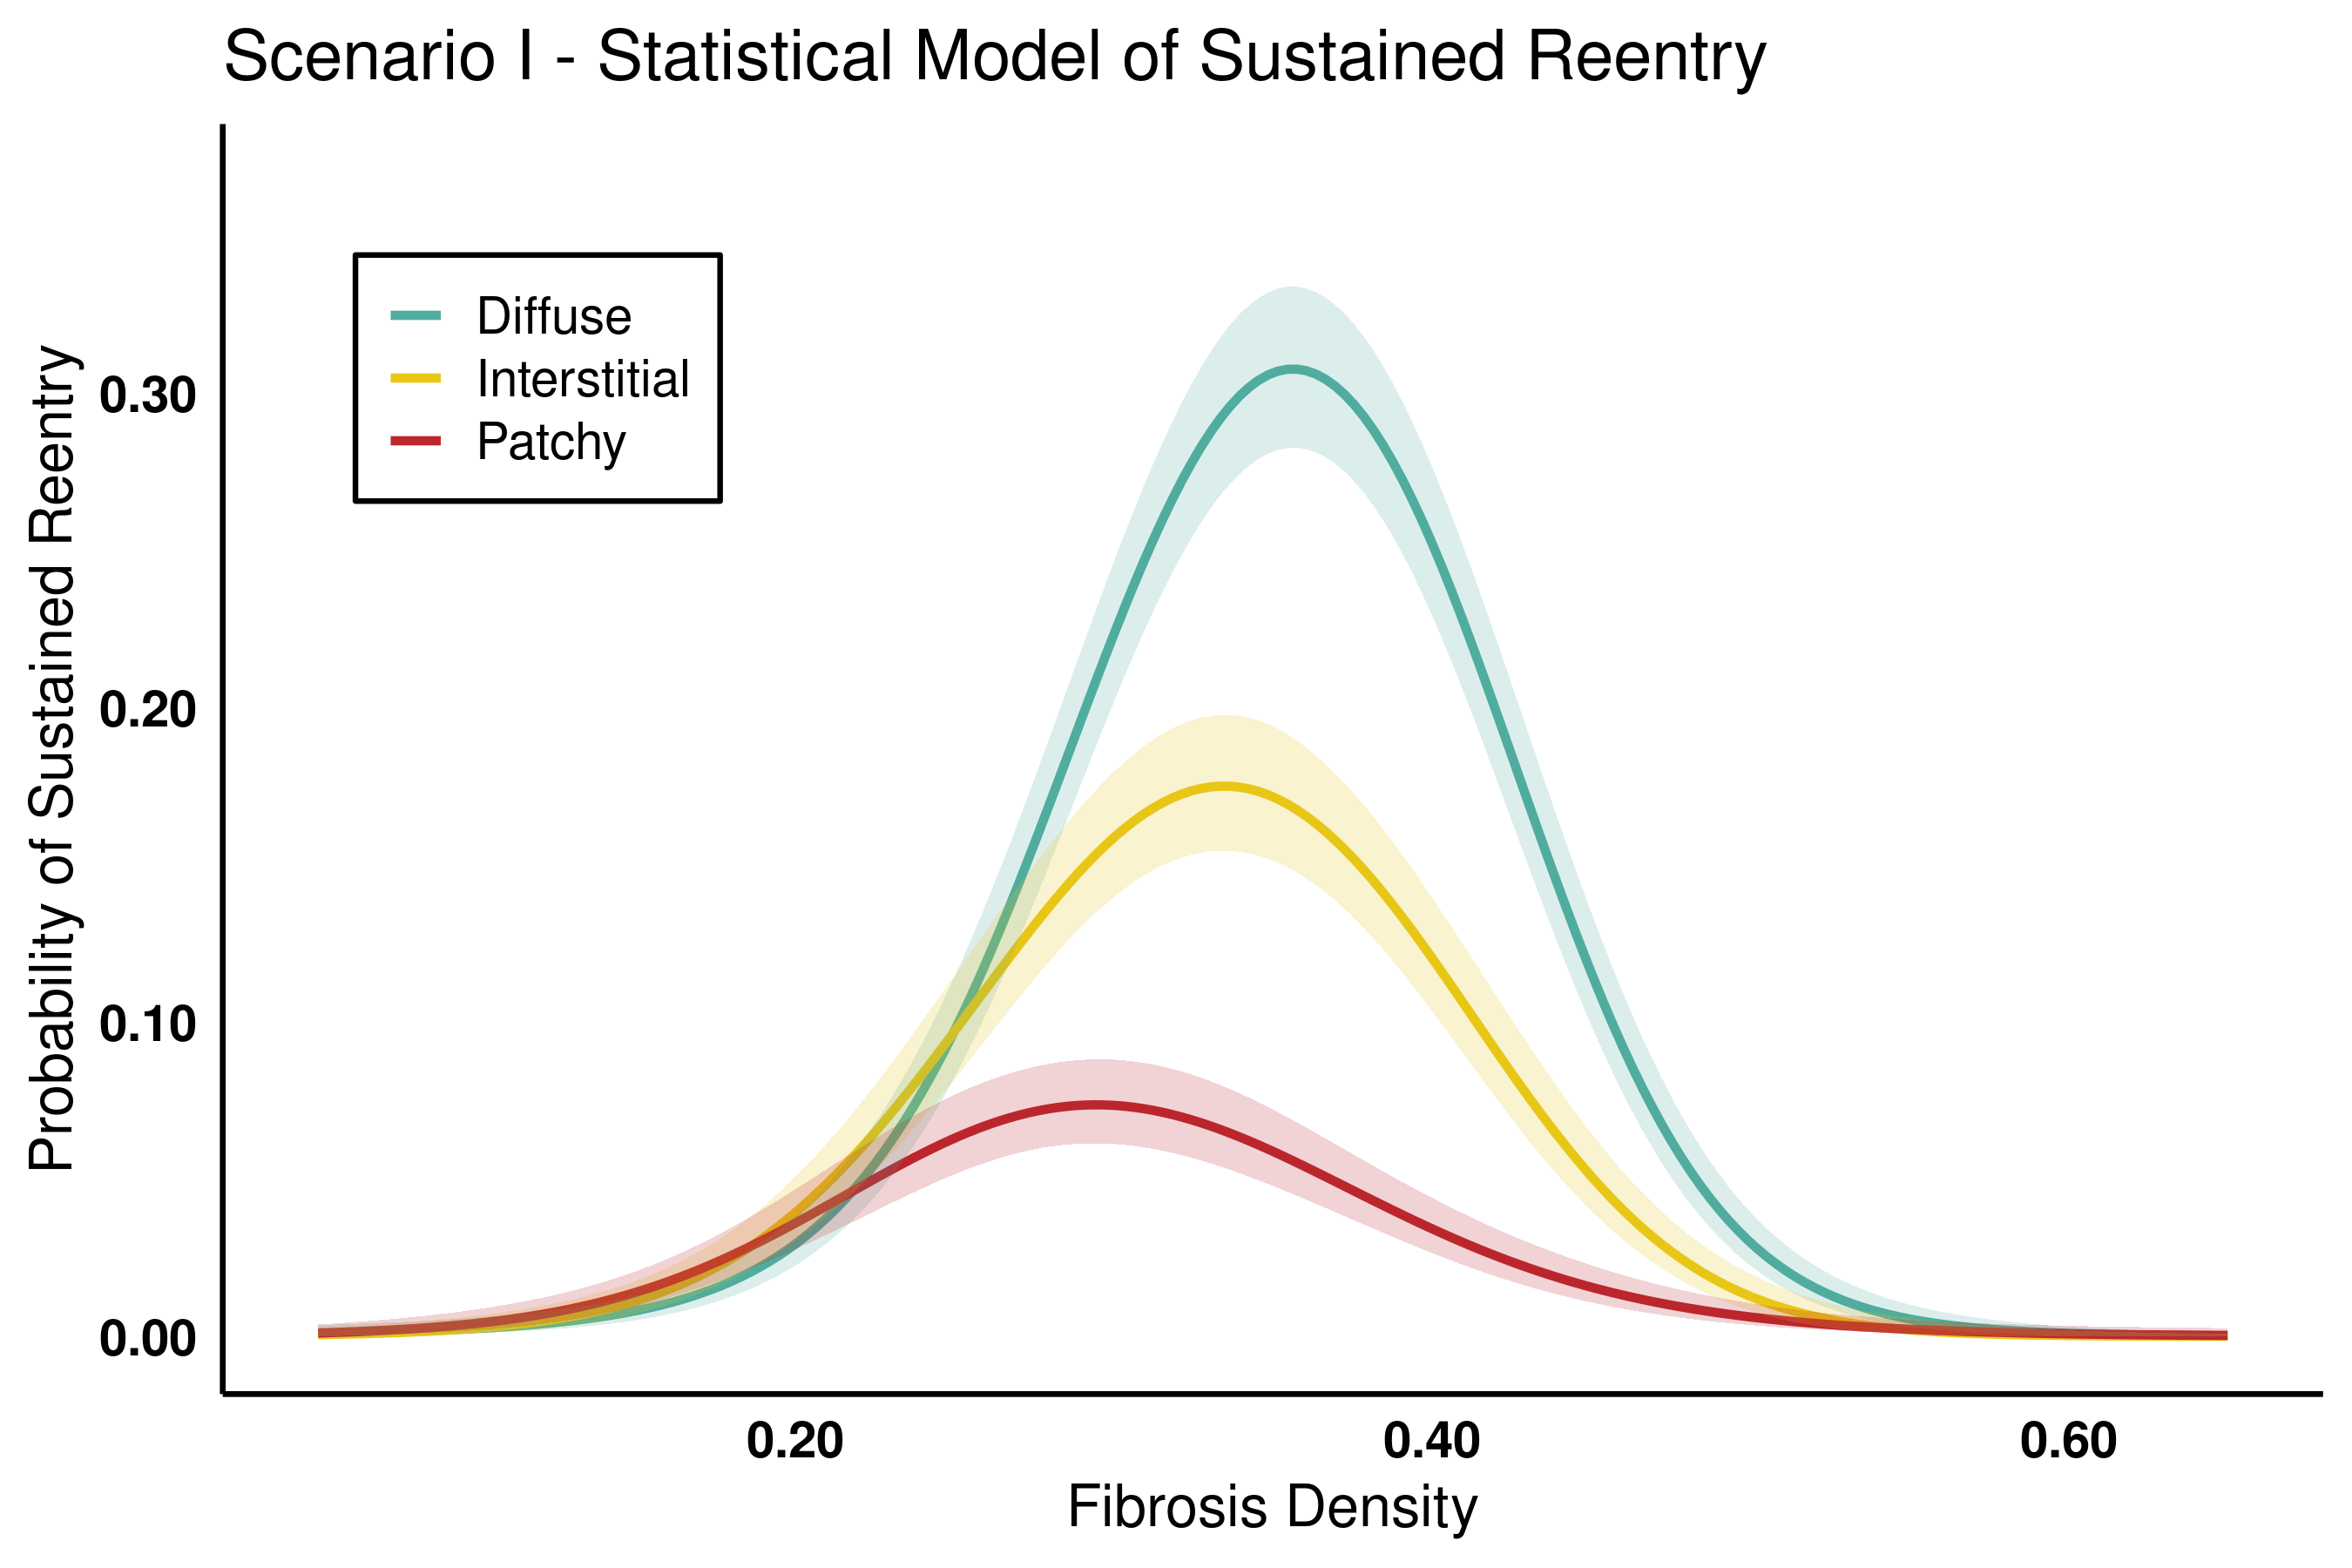 Scenario I - Statistical Model of Sustained Reentry
Diffuse
Interstitial
Patchy
Probability of Sustained Reentry
0.30
0.20
0.10
0.00
0.20 0.40 0.60
Fibrosis Density